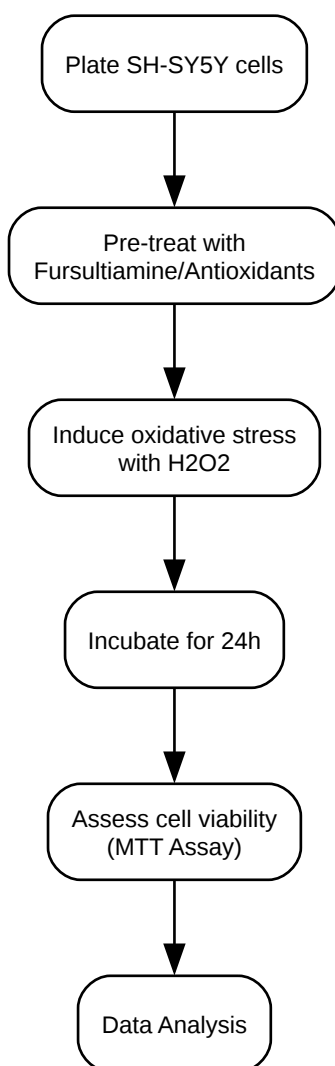 Plate SH-SY5Y cells
Pre-treat with
Fursultiamine/Antioxidants
Induce oxidative stress
with H2O2
Incubate for 24h
Assess cell viability
(MTT Assay)
Data Analysis